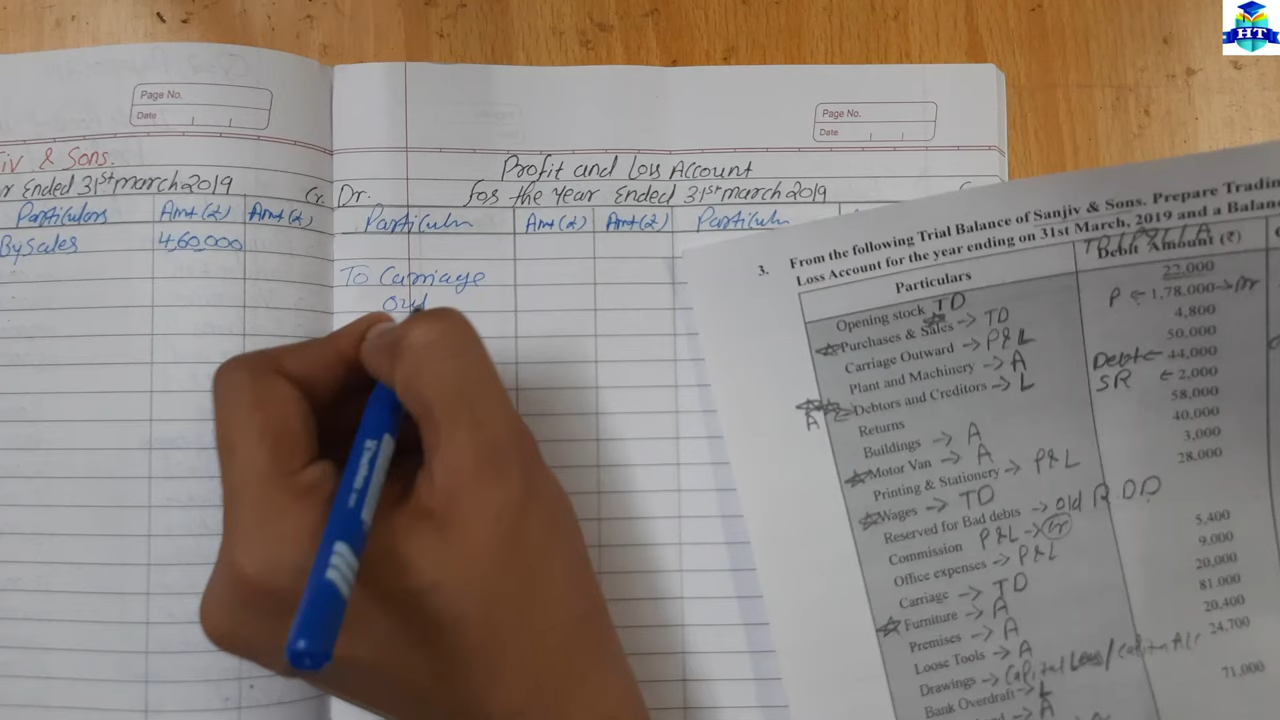 HT
Page No.
Date
Page No.
Date
iv & Sons.
r Ended 31st march 2019
Cr.
Particulars
Amt (₹)
Amt (₹)
By Sales
4,60,000
Profit and Loss Account
Dr.
for the Year Ended 31st march 2019
Particulars
Amt (₹)
Amt (₹)
Particulars
To Carriage
3. From the following Trial Balance of Sanjiv & Sons. Prepare Tradin
Loss Account for the year ending on 31st March, 2019 and a Balan
Particulars
Debit Amount (₹)
Opening stock TD
22,000
Purchases & Sales → TD
P ← 1,78,000 →
Carriage Outward → P&L
4,800
Plant and Machinery → A
50,000
Debtors and Creditors → L
Debt ← 44,000
A
Returns
SR ← 2,000
Buildings → A
58,000
Motor Van → A
40,000
Printing & Stationery → P&L
3,000
Wages → TD
28,000
Reserved for Bad debts → Old R D D
Commission P&L → Cr
Office expenses → P&L
5,400
Carriage → TD
9,000
Furniture → A
20,000
Premises → A
81,000
Loose Tools → A
20,400
Drawings → Capital Less / Capital A/c
24,700
Bank Overdraft → L
71,000
A